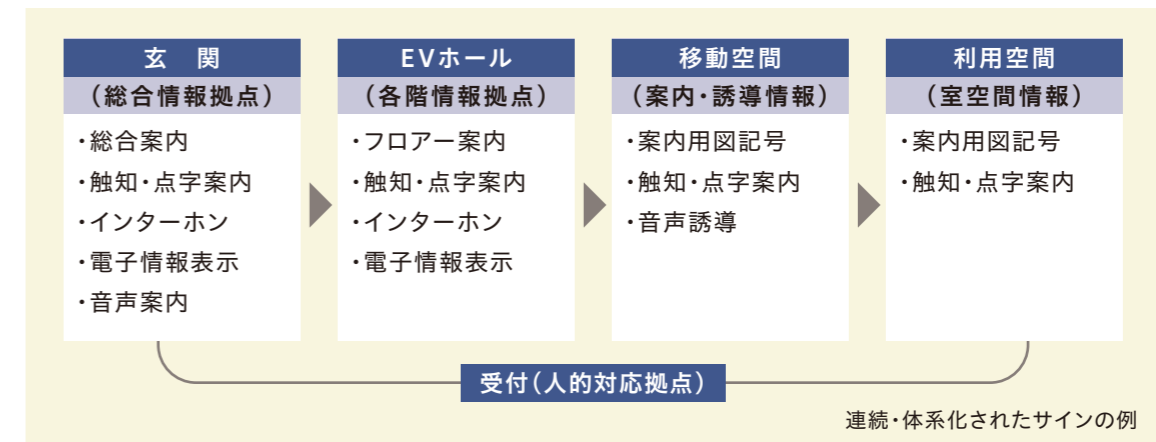 玄　関
(総合情報拠点)
・総合案内
・触知・点字案内
・インターホン
・電子情報表示
・音声案内
EVホール
(各階情報拠点)
・フロアー案内
・触知・点字案内
・インターホン
・電子情報表示
移動空間
(案内・誘導情報)
・案内用図記号
・触知・点字案内
・音声誘導
利用空間
(室空間情報)
・案内用図記号
・触知・点字案内
受付(人的対応拠点)
連続・体系化されたサインの例